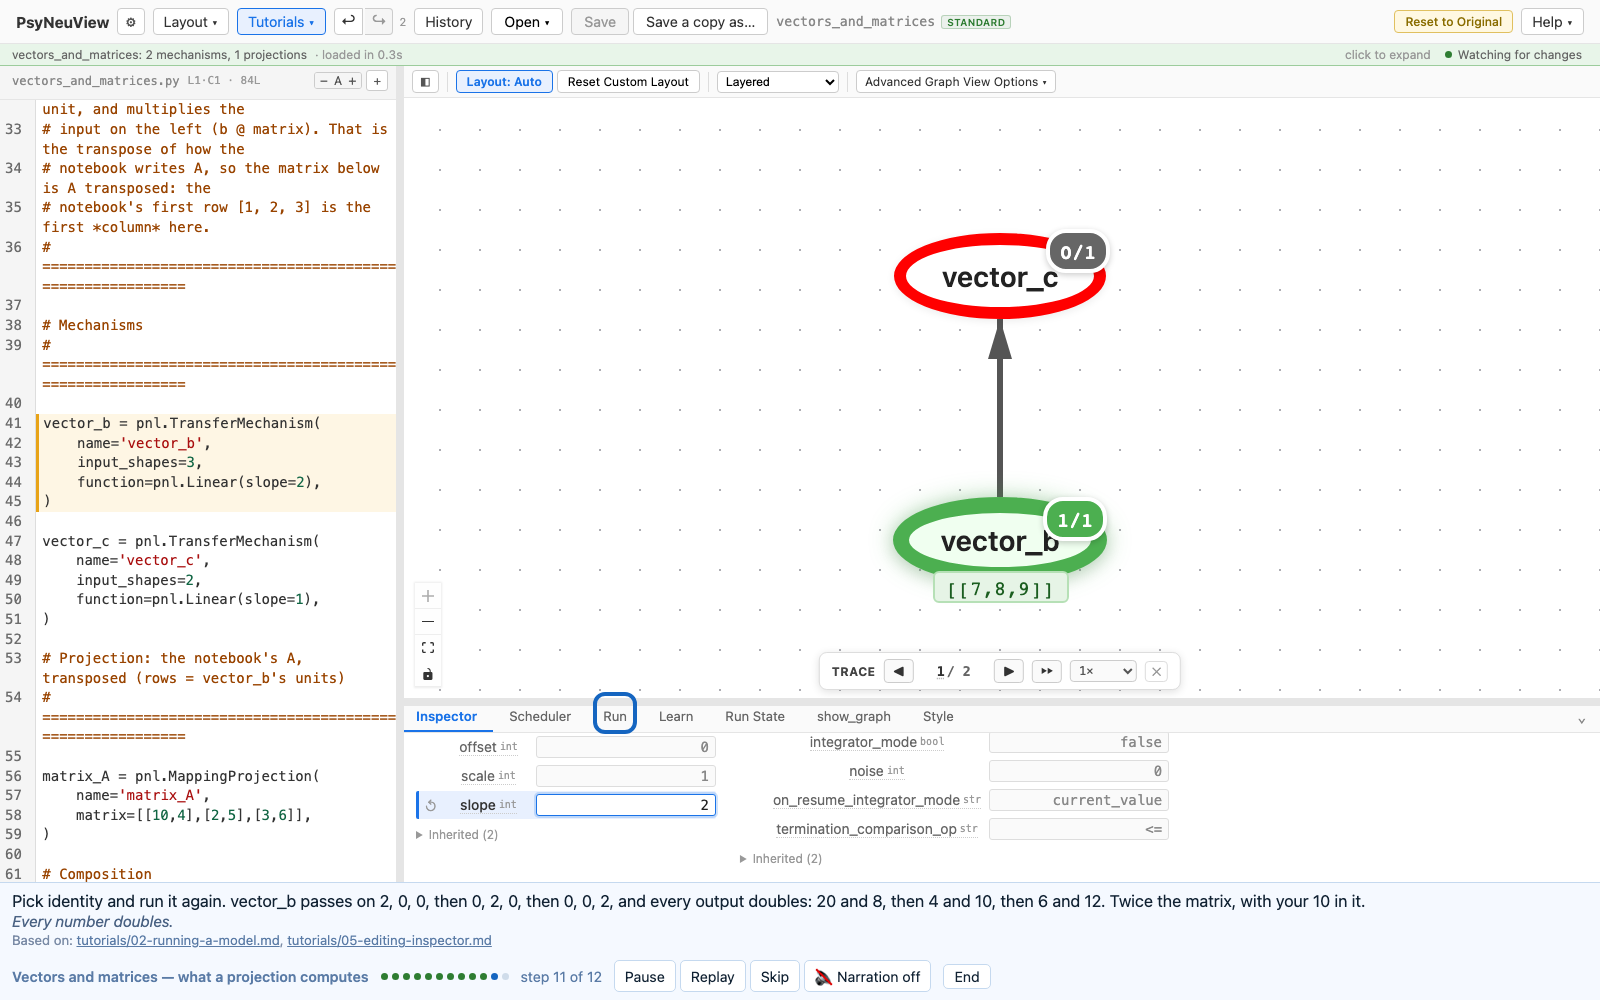 PsyNeuView
Layout ▾
Tutorials ▾
2
History
Open ▾
Save
Save a copy as...
vectors_and_matrices STANDARD
Reset to Original
Help ▾
vectors_and_matrices: 2 mechanisms, 1 projections · loaded in 0.3s
click to expand
Watching for changes
vectors_and_matrices.py L1·C1 · 84L
− A +
+
Layout: Auto
Reset Custom Layout
Layered
Advanced Graph View Options ▾
unit, and multiplies the
33 # input on the left (b @ matrix). That is
the transpose of how the
34 # notebook writes A, so the matrix below
is A transposed: the
35 # notebook's first row [1, 2, 3] is the
first *column* here.
36 #
==========================================
=================
37
38 # Mechanisms
39 #
==========================================
=================
40
41 vector_b = pnl.TransferMechanism(
42 name='vector_b',
43 input_shapes=3,
44 function=pnl.Linear(slope=2),
45 )
46
47 vector_c = pnl.TransferMechanism(
48 name='vector_c',
49 input_shapes=2,
50 function=pnl.Linear(slope=1),
51 )
52
53 # Projection: the notebook's A,
transposed (rows = vector_b's units)
54 #
==========================================
=================
55
56 matrix_A = pnl.MappingProjection(
57 name='matrix_A',
58 matrix=[[10,4],[2,5],[3,6]],
59 )
60
61 # Composition
0/1
vector_c
1/1
vector_b
[[7,8,9]]
TRACE
1 / 2
1×
Inspector
Scheduler
Run
Learn
Run State
show_graph
Style
offset int 0
scale int 1
slope int 2
Inherited (2)
integrator_mode bool false
noise int 0
on_resume_integrator_mode str current_value
termination_comparison_op str <=
Inherited (2)
Pick identity and run it again. vector_b passes on 2, 0, 0, then 0, 2, 0, then 0, 0, 2, and every output doubles: 20 and 8, then 4 and 10, then 6 and 12. Twice the matrix, with your 10 in it.
Every number doubles.
Based on: tutorials/02-running-a-model.md, tutorials/05-editing-inspector.md
Vectors and matrices — what a projection computes
step 11 of 12
Pause
Replay
Skip
Narration off
End